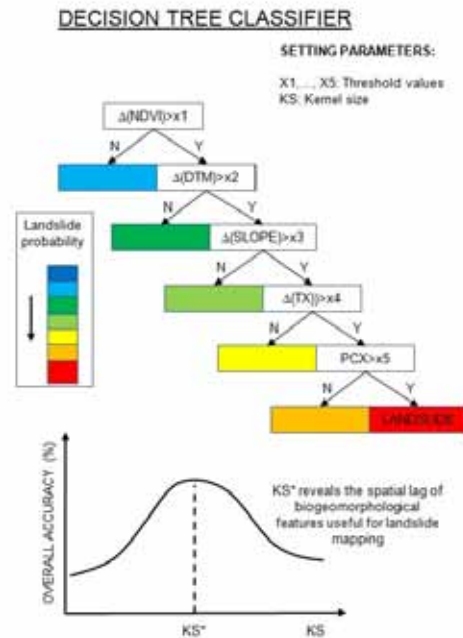 DECISION TREE CLASSIFIER
SETTING PARAMETERS:
X1,..., X5: Threshold values
KS: Kernel size
Δ(NDVI)>x1
N Y
Δ(DTM)>x2
N Y
Landslide
probability
Δ(SLOPE)>x3
N Y
Δ(TX))>x4
N Y
PCX>x5
N Y
LANDSLIDE
OVERALL ACCURACY (%)
KS* reveals the spatial lag of
biogeomorphological
features useful for landslide
mapping
KS* KS